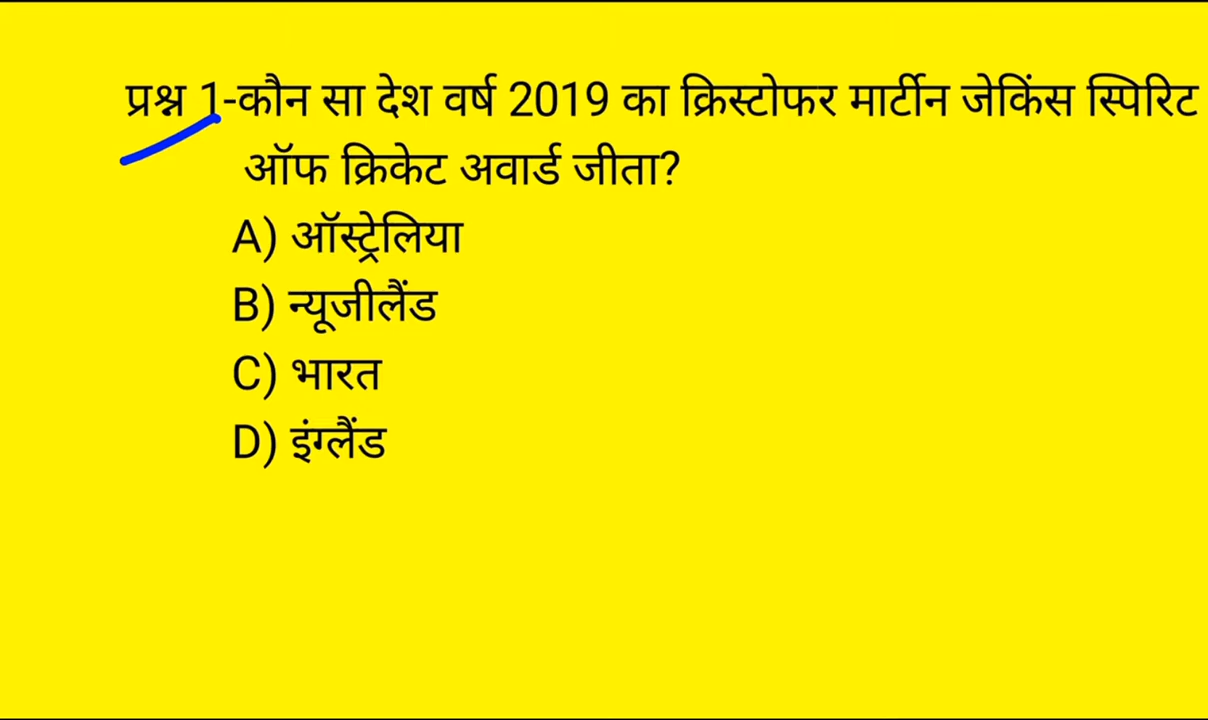 प्रश्न 1-कौन सा देश वर्ष 2019 का क्रिस्टोफर मार्टीन जेकिंस स्पिरिट
ऑफ क्रिकेट अवार्ड जीता?
A) ऑस्ट्रेलिया
B) न्यूजीलैंड
C) भारत
D) इंग्लैंड